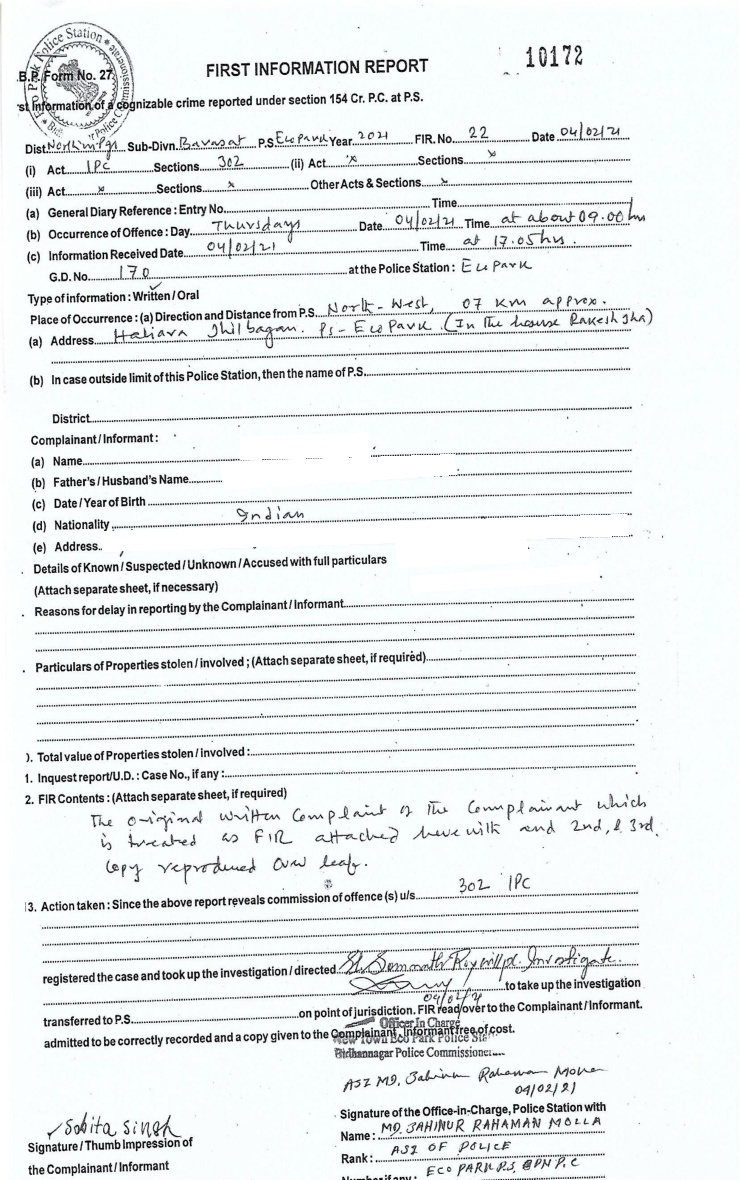 10172
Eco Park Police Station
B.P. Form No. 27
FIRST INFORMATION REPORT
st Information of a cognizable crime reported under section 154 Cr. P.C. at P.S.
Dist. Sub-Divn. Barasat P.S. Eco Park Year 2021 FIR. No. 22 Date 04/02/21
(i) Act IPC Sections 302 (ii) Act x Sections x
(iii) Act x Sections x Other Acts & Sections x
(a) General Diary Reference : Entry No. Time
(b) Occurrence of Offence : Day Thursdays Date 04/02/21 Time at about 09.00 hrs
(c) Information Received Date 04/02/21 Time at 17.05 hrs.
G.D. No. 170 at the Police Station : Eco Park
Type of information : Written / Oral
Place of Occurrence : (a) Direction and Distance from P.S. North-West, 07 Km approx.
(a) Address Hatiara Jhilbagan. Ps - Eco Park. (In the house Rakesh Jha)
(b) In case outside limit of this Police Station, then the name of P.S.
District
Complainant / Informant :
(a) Name
(b) Father's / Husband's Name
(c) Date / Year of Birth
(d) Nationality Indian
(e) Address..
. Details of Known / Suspected / Unknown / Accused with full particulars
(Attach separate sheet, if necessary)
. Reasons for delay in reporting by the Complainant / Informant
. Particulars of Properties stolen / involved ; (Attach separate sheet, if required)
). Total value of Properties stolen / involved :
1. Inquest report/U.D. : Case No., if any :
2. FIR Contents : (Attach separate sheet, if required)
The original written Complaint of the Complainant which
is treated as FIR attached herewith and 2nd, & 3rd
Copy reproduced over leaf.
3. Action taken : Since the above report reveals commission of offence (s) u/s. 302 IPC
registered the case and took up the investigation / directed SI. Somnath Roy will pl. Investigate.
to take up the investigation
04/02/21
transferred to P.S. on point of jurisdiction. FIR read/over to the Complainant / Informant.
admitted to be correctly recorded and a copy given to the Complainant, Informant free of cost.
Officer In Charge
New Town Eco Park Police
Bidhannagar Police Commissioner
ASI MD. Jahinur Rahaman Molla
04/02/21
Sabita Singh
Signature / Thumb Impression of
the Complainant / Informant
Signature of the Office-in-Charge, Police Station with
Name : MD. JAHINUR RAHAMAN MOLLA
Rank : ASI OF POLICE
Number if any : ECO PARK P.S. BPN P.C